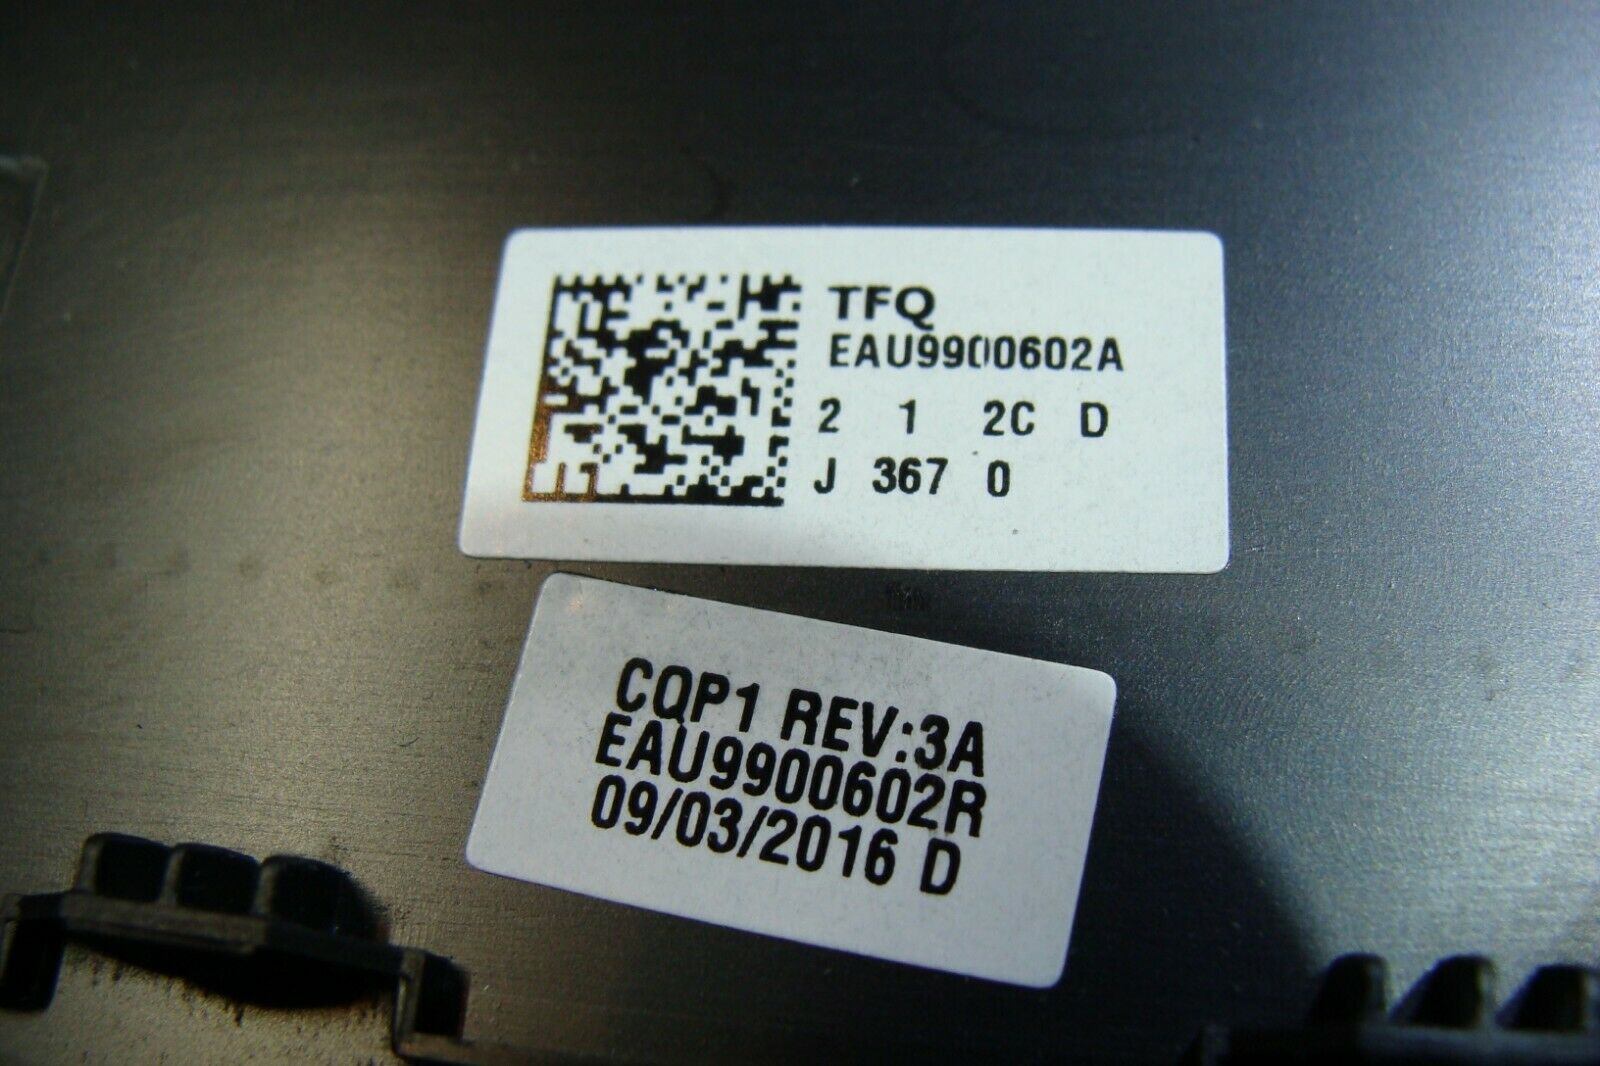 TFQ
EAU9900602A
2 1 2C D
J 367 0
CQP1 REV:3A
EAU9900602R
09/03/2016 D